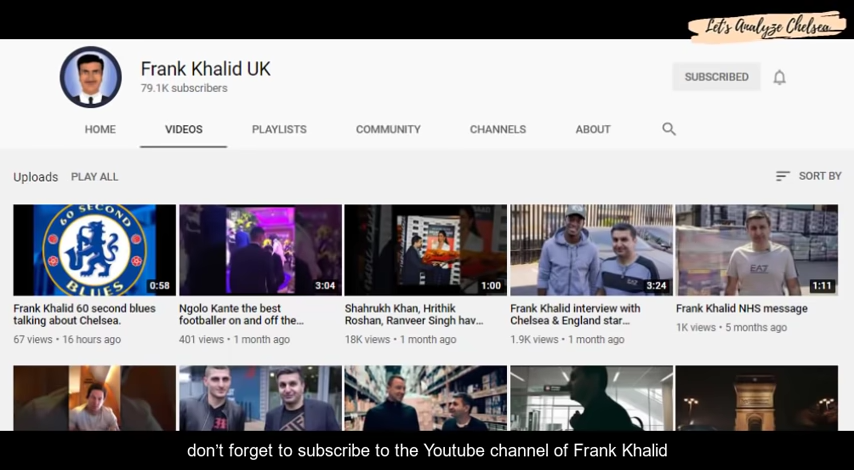 Let's Analyze Chelsea
Frank Khalid UK
79.1K subscribers
SUBSCRIBED
HOME
VIDEOS
PLAYLISTS
COMMUNITY
CHANNELS
ABOUT
Uploads
PLAY ALL
SORT BY
60 SECOND
BLUES
0:58
3:04
1:00
3:24
EA7
1:11
Frank Khalid 60 second blues
talking about Chelsea.
67 views • 16 hours ago
Ngolo Kante the best
footballer on and off the...
401 views • 1 month ago
Shahrukh Khan, Hrithik
Roshan, Ranveer Singh hav...
18K views • 1 month ago
Frank Khalid interview with
Chelsea & England star...
1.9K views • 1 month ago
Frank Khalid NHS message
1K views • 5 months ago
don't forget to subscribe to the Youtube channel of Frank Khalid